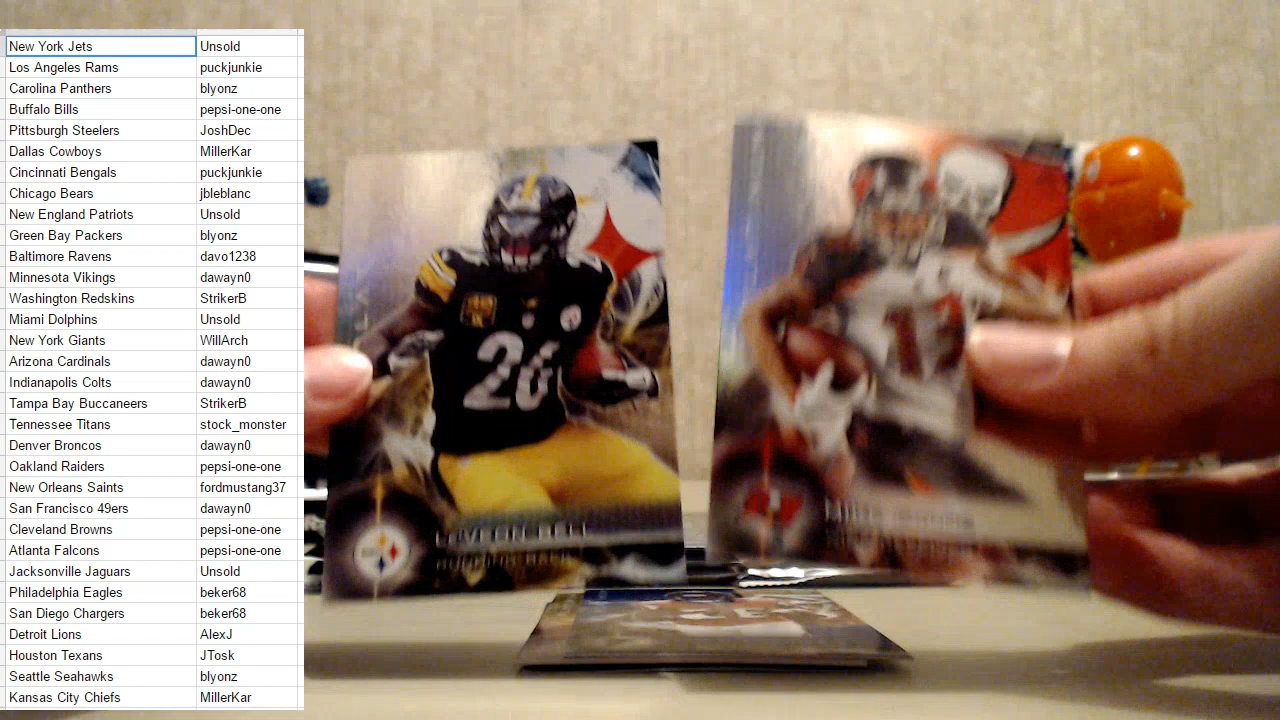 New York Jets Unsold
Los Angeles Rams puckjunkie
Carolina Panthers blyonz
Buffalo Bills pepsi-one-one
Pittsburgh Steelers JoshDec
Dallas Cowboys MillerKar
Cincinnati Bengals puckjunkie
Chicago Bears jbleblanc
New England Patriots Unsold
Green Bay Packers blyonz
Baltimore Ravens davo1238
Minnesota Vikings dawayn0
Washington Redskins StrikerB
Miami Dolphins Unsold
New York Giants WillArch
Arizona Cardinals dawayn0
Indianapolis Colts dawayn0
Tampa Bay Buccaneers StrikerB
Tennessee Titans stock_monster
Denver Broncos dawayn0
Oakland Raiders pepsi-one-one
New Orleans Saints fordmustang37
San Francisco 49ers dawayn0
Cleveland Browns pepsi-one-one
Atlanta Falcons pepsi-one-one
Jacksonville Jaguars Unsold
Philadelphia Eagles beker68
San Diego Chargers beker68
Detroit Lions AlexJ
Houston Texans JTosk
Seattle Seahawks blyonz
Kansas City Chiefs MillerKar
26
LE'VEON BELL
RUNNING BACK